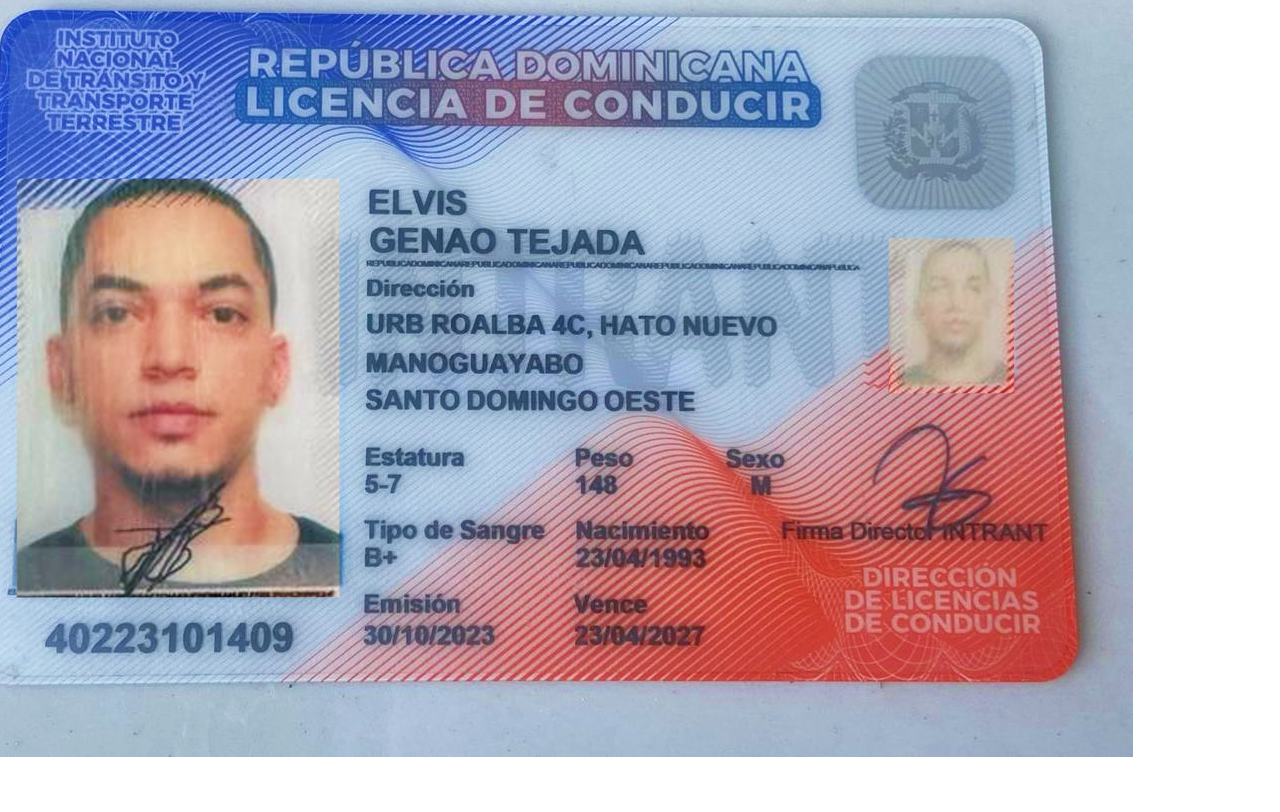 INSTITUTO
NACIONAL
DE TRÁNSITO Y
TRANSPORTE
TERRESTRE
REPÚBLICA DOMINICANA
LICENCIA DE CONDUCIR
ELVIS
GENAO TEJADA
Dirección
URB ROALBA 4C, HATO NUEVO
MANOGUAYABO
SANTO DOMINGO OESTE
Estatura Peso Sexo
5-7 148 M
Tipo de Sangre Nacimiento
B+ 23/04/1993
Firma Director INTRANT
Emisión Vence
30/10/2023 23/04/2027
40223101409
DIRECCIÓN
DE LICENCIAS
DE CONDUCIR